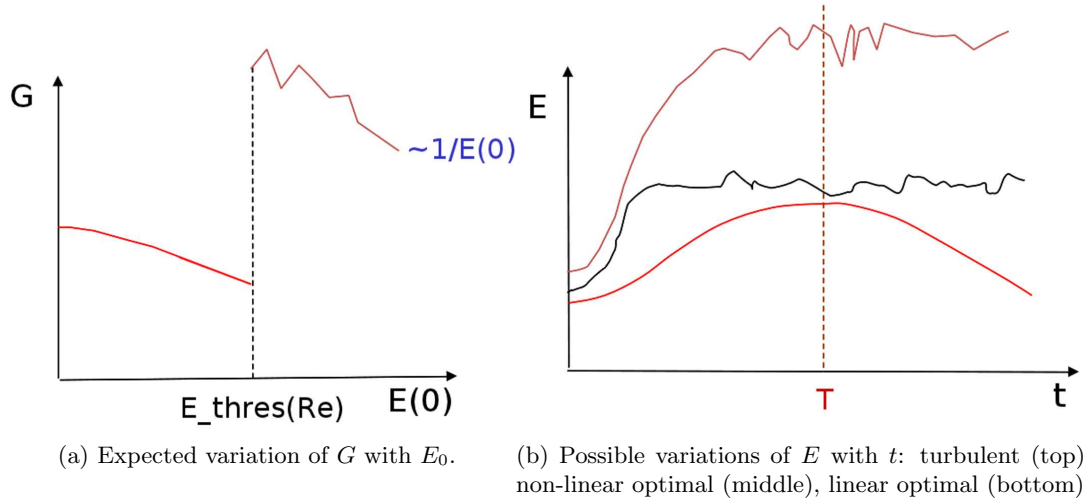 G
~1/E(0)
E_thres(Re)
E(0)
(a) Expected variation of G with E₀.
E
T
t
(b) Possible variations of E with t: turbulent (top)
non-linear optimal (middle), linear optimal (bottom)